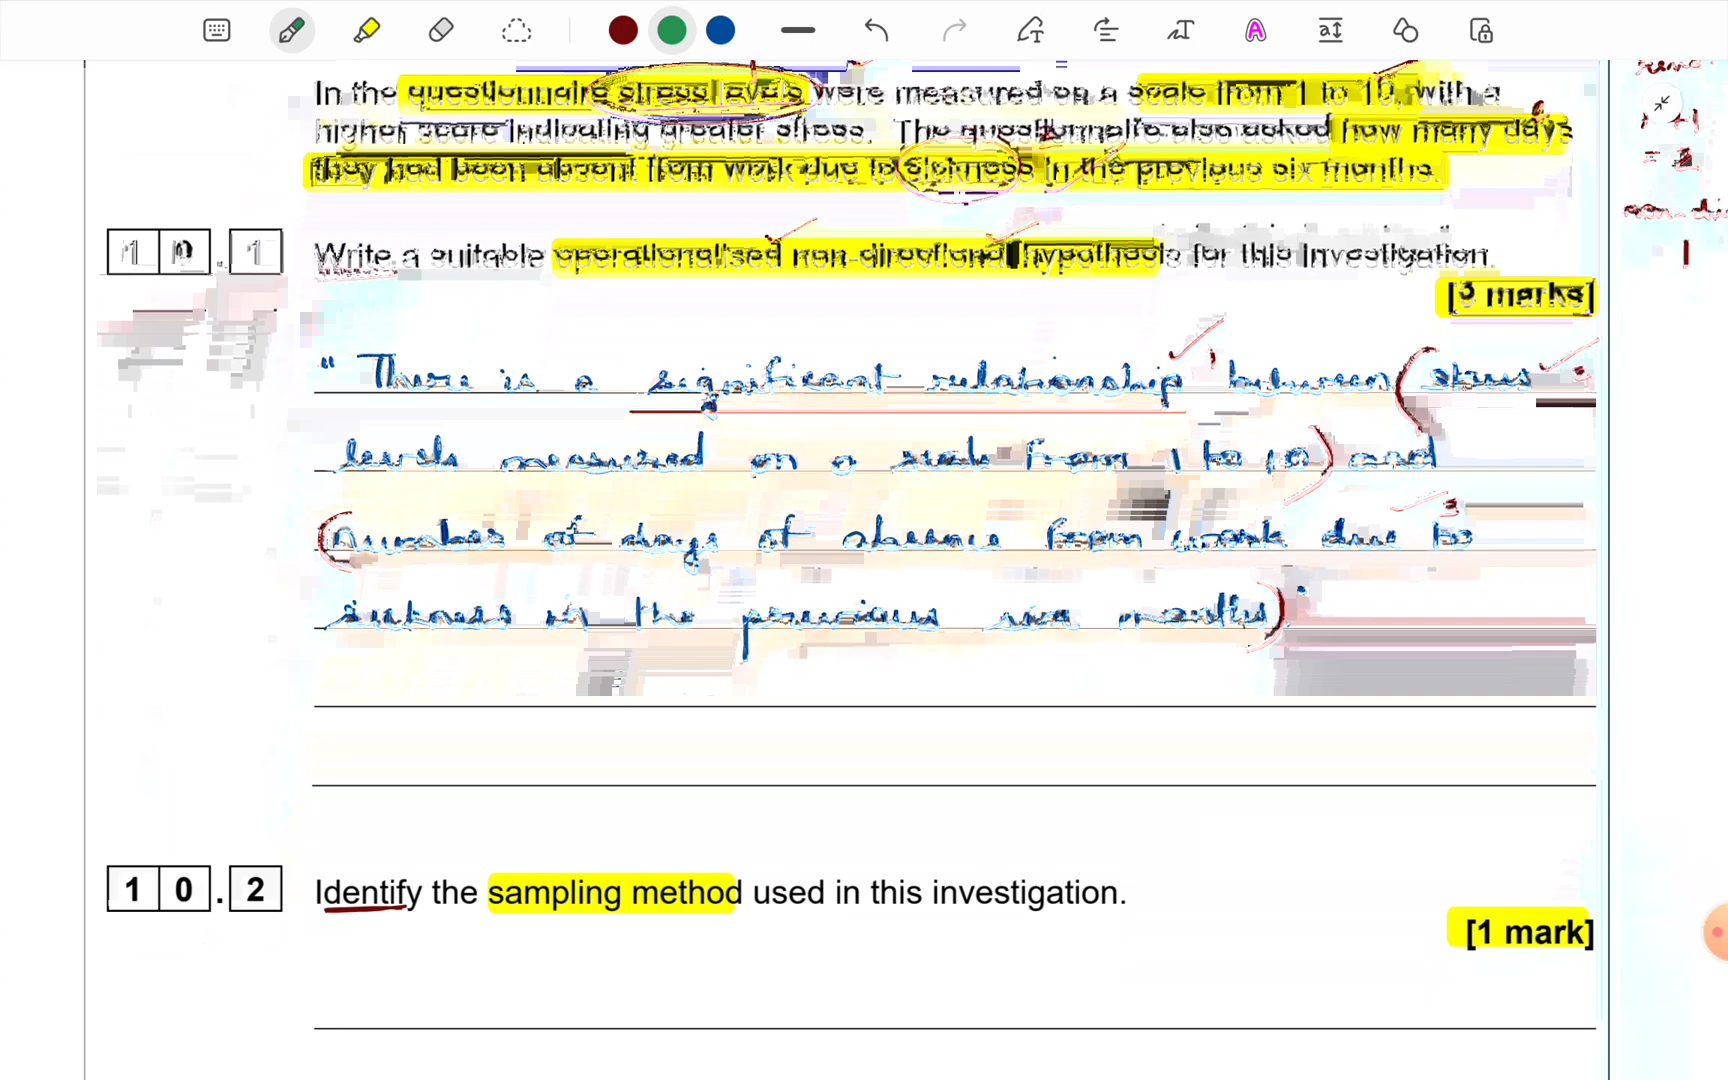 In the questionnaire stress levels were measured on a scale from 1 to 10, with a
higher score indicating greater stress. The questionnaire also asked how many days
they had been absent from work due to sickness in the previous six months.
1 0 . 1 Write a suitable operationalised non-directional hypothesis for this investigation.
[3 marks]
" There is a significant relationship between (stress
levels measured on a scale from 1 to 10) and
(number of days of absence from work due to
sickness in the previous six months)."
1 0 . 2 Identify the sampling method used in this investigation.
[1 mark]